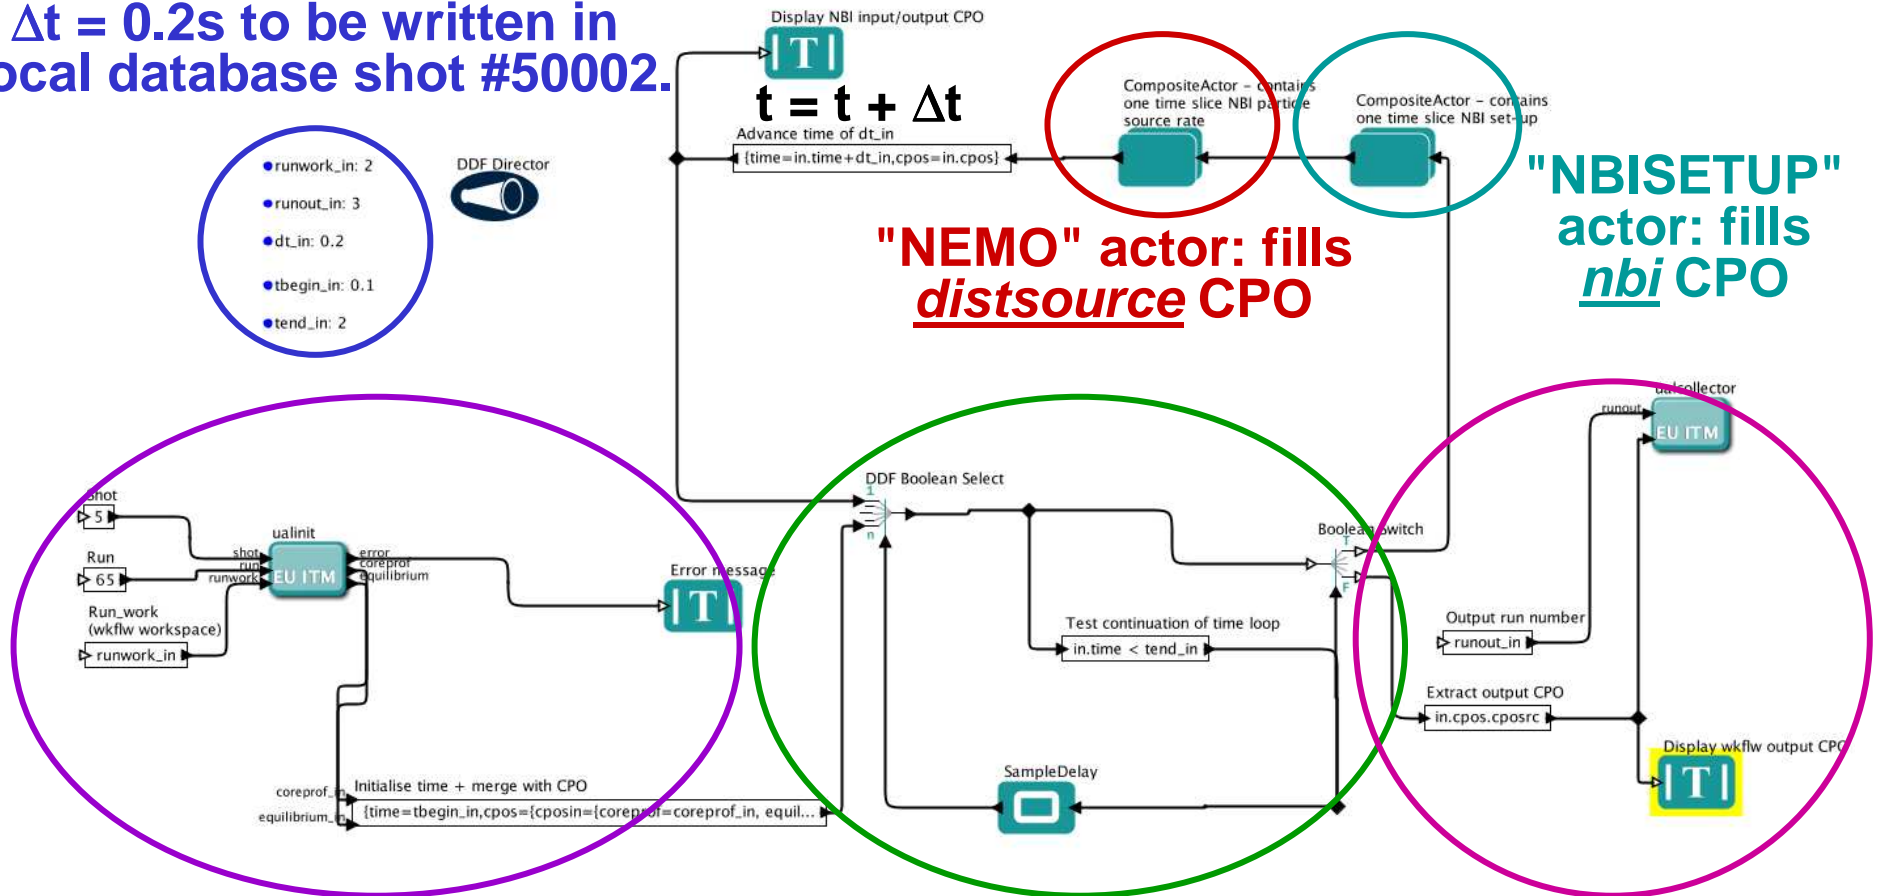 Δt = 0.2s to be written in
local database shot #50002.
Display NBI input/output CPO
T
t = t + Δt
Advance time of dt_in
{time=in.time+dt_in,cpos=in.cpos}
CompositeActor - contains
one time slice NBI particle
source rate
CompositeActor - contains
one time slice NBI set-up
runwork_in: 2
runout_in: 3
dt_in: 0.2
tbegin_in: 0.1
tend_in: 2
DDF Director
"NEMO" actor: fills
distsource CPO
"NBISETUP"
actor: fills
nbi CPO
Shot
5
Run
65
Run_work
(wkflw workspace)
runwork_in
ualinit
shot
run
runwork
EU ITM
error
coreprof
equilibrium
Error message
T
coreprof_in
equilibrium_in
Initialise time + merge with CPO
{time=tbegin_in,cpos={cposin={coreprof=coreprof_in, equil...
DDF Boolean Select
1
n
Test continuation of time loop
in.time < tend_in
SampleDelay
Boolean Switch
T
F
ualcollector
runout
EU ITM
Output run number
runout_in
Extract output CPO
in.cpos.cposrc
Display wkflw output CPO
T